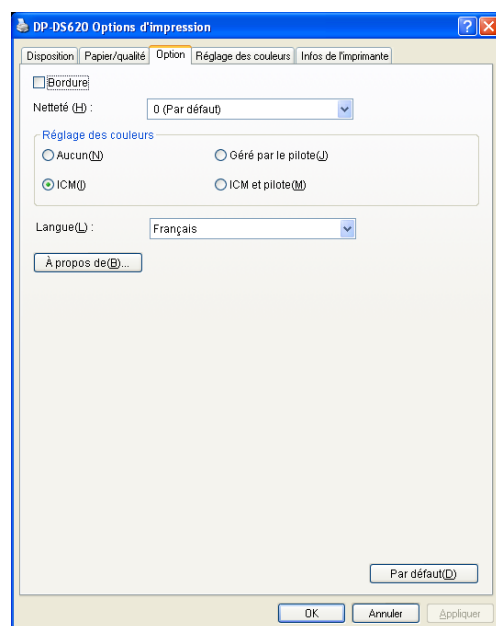 DP-DS620 Options d'impression
Disposition Papier/qualité Option Réglage des couleurs Infos de l'imprimante
Bordure
Netteté (H) : 0 (Par défaut)
Réglage des couleurs
Aucun(N) Géré par le pilote(J)
ICM(I) ICM et pilote(M)
Langue(L) : Français
À propos de(B)...
Par défaut(D)
OK Annuler Appliquer